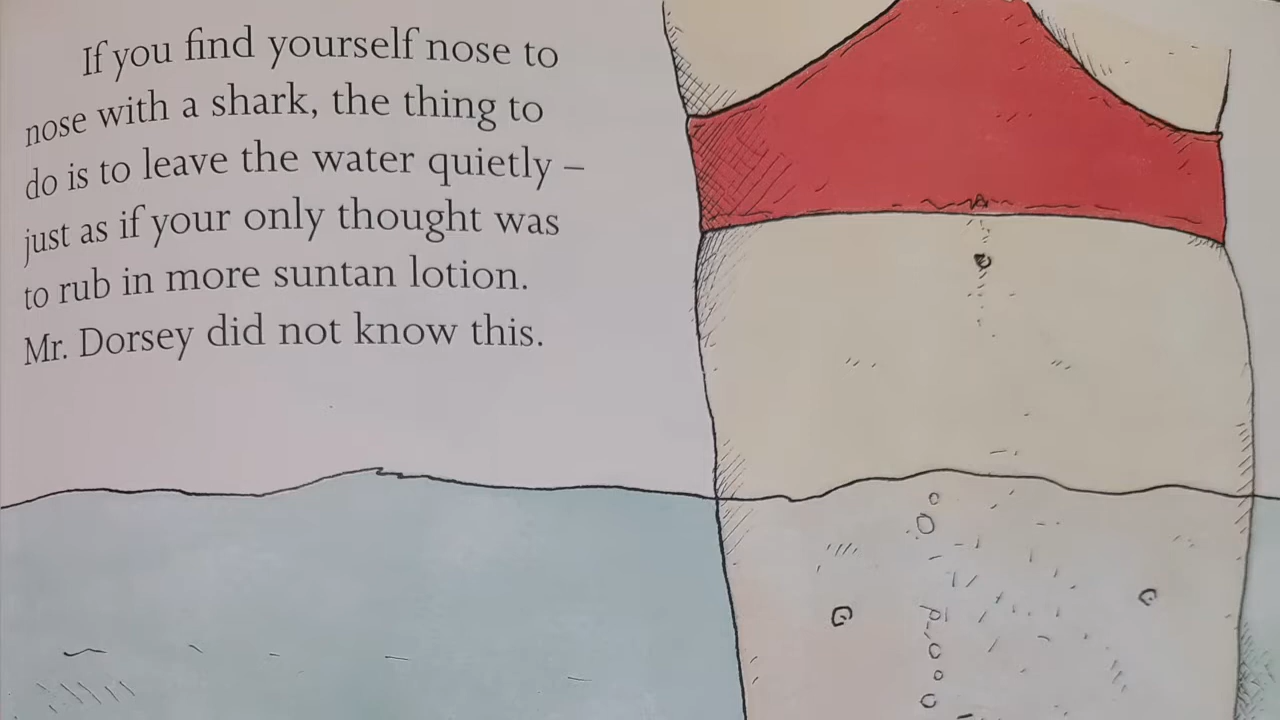 If you find yourself nose to
nose with a shark, the thing to
do is to leave the water quietly –
just as if your only thought was
to rub in more suntan lotion.
Mr. Dorsey did not know this.